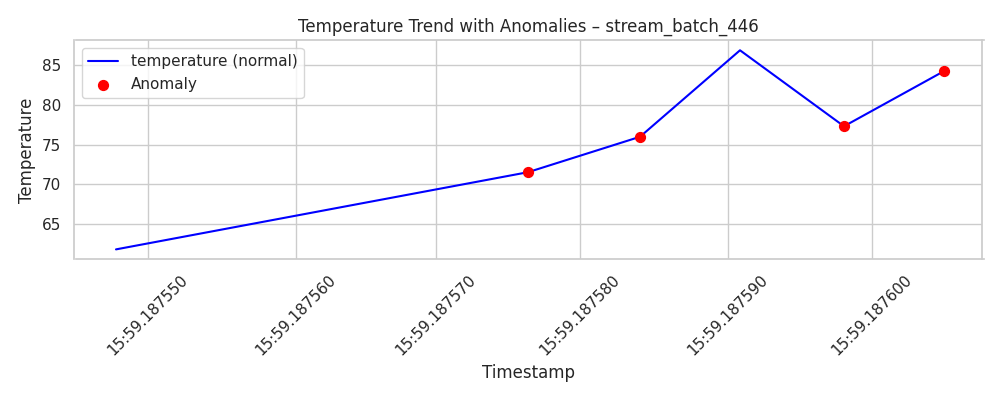 Temperature Trend with Anomalies – stream_batch_446
temperature (normal)
Anomaly
Temperature
85
80
75
70
65
15:59.187550
15:59.187560
15:59.187570
15:59.187580
15:59.187590
15:59.187600
Timestamp